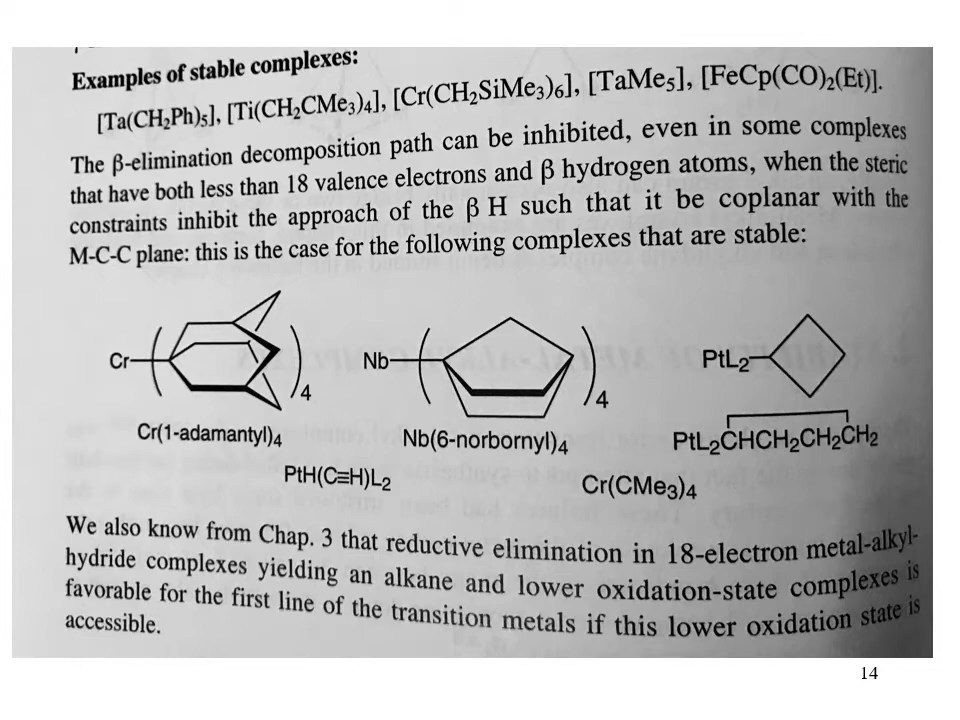 Examples of stable complexes:
[Ta(CH₂Ph)₅], [Ti(CH₂CMe₃)₄], [Cr(CH₂SiMe₃)₆], [TaMe₅], [FeCp(CO)₂(Et)].
The β-elimination decomposition path can be inhibited, even in some complexes
that have both less than 18 valence electrons and β hydrogen atoms, when the steric
constraints inhibit the approach of the β H such that it be coplanar with the
M-C-C plane: this is the case for the following complexes that are stable:
Cr ( )4 Nb ( )4 PtL₂
Cr(1-adamantyl)₄ Nb(6-norbornyl)₄ PtL₂CHCH₂CH₂CH₂
PtH(C≡H)L₂ Cr(CMe₃)₄
We also know from Chap. 3 that reductive elimination in 18-electron metal-alkyl-
hydride complexes yielding an alkane and lower oxidation-state complexes is
favorable for the first line of the transition metals if this lower oxidation state is
accessible.
14